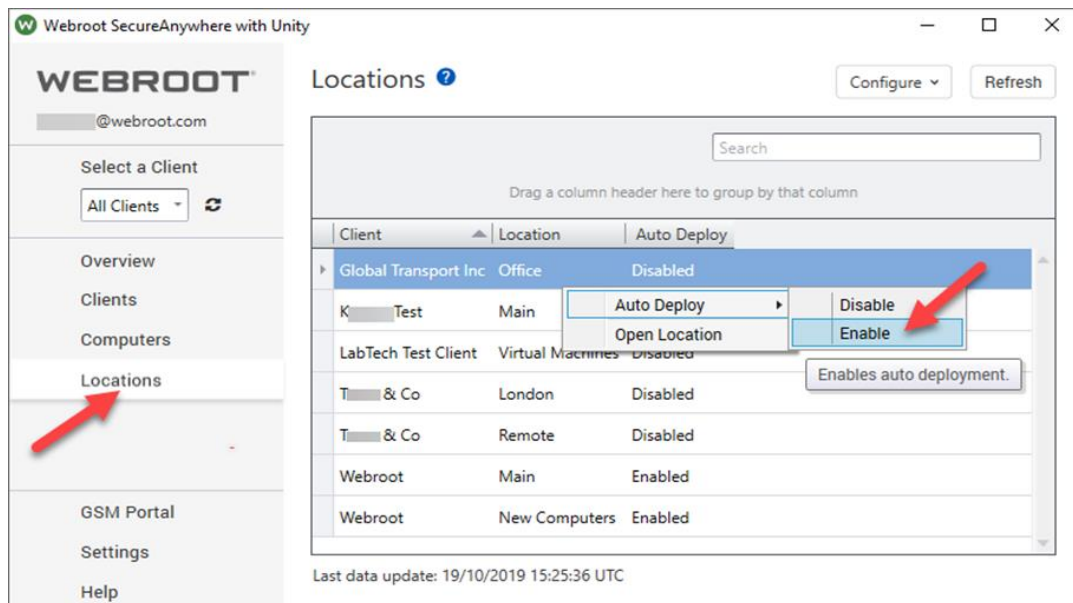 Webroot SecureAnywhere with Unity
WEBROOT
@webroot.com
Select a Client
All Clients
Overview
Clients
Computers
Locations
GSM Portal
Settings
Help
Locations ?
Configure
Refresh
Search
Drag a column header here to group by that column
Client Location Auto Deploy
Global Transport Inc Office Disabled
K Test Main
LabTech Test Client Virtual Machines Disabled
T & Co London Disabled
T & Co Remote Disabled
Webroot Main Enabled
Webroot New Computers Enabled
Auto Deploy
Open Location
Disable
Enable
Enables auto deployment.
Last data update: 19/10/2019 15:25:36 UTC